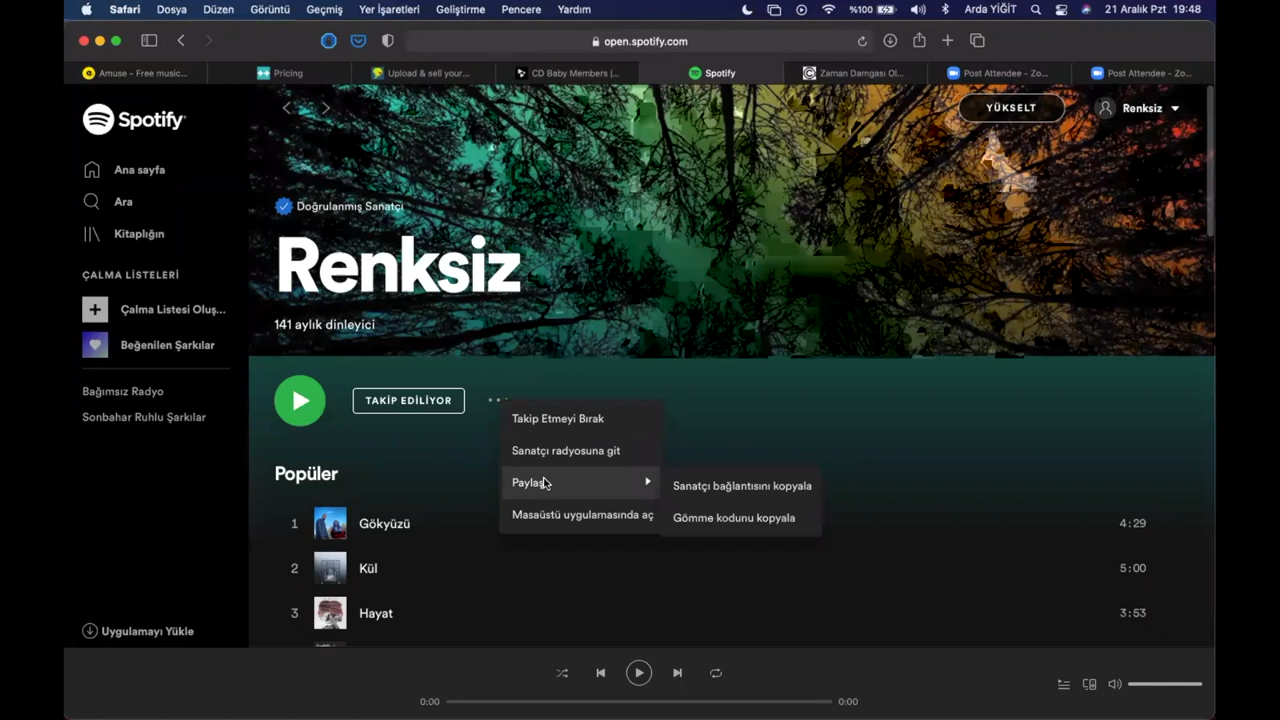 Safari Dosya Düzen Görüntü Geçmiş Yer İşaretleri Geliştirme Pencere Yardım %100 Arda YİĞİT 21 Aralık Pzt 19:48
open.spotify.com
Amuse - Free music... Pricing Upload & sell your... CD Baby Members |... Spotify Zaman Damgası Ol... Post Attendee - Zo... Post Attendee - Zo...
Spotify
YÜKSELT
Renksiz
Ana sayfa
Ara
Kitaplığın
ÇALMA LİSTELERİ
Çalma Listesi Oluş...
Beğenilen Şarkılar
Bağımsız Radyo
Sonbahar Ruhlu Şarkılar
Uygulamayı Yükle
Doğrulanmış Sanatçı
Renksiz
141 aylık dinleyici
TAKİP EDİLİYOR
Takip Etmeyi Bırak
Sanatçı radyosuna git
Paylaş
Masaüstü uygulamasında aç
Sanatçı bağlantısını kopyala
Gömme kodunu kopyala
Popüler
1 Gökyüzü 4:29
2 Kül 5:00
3 Hayat 3:53
0:00 0:00